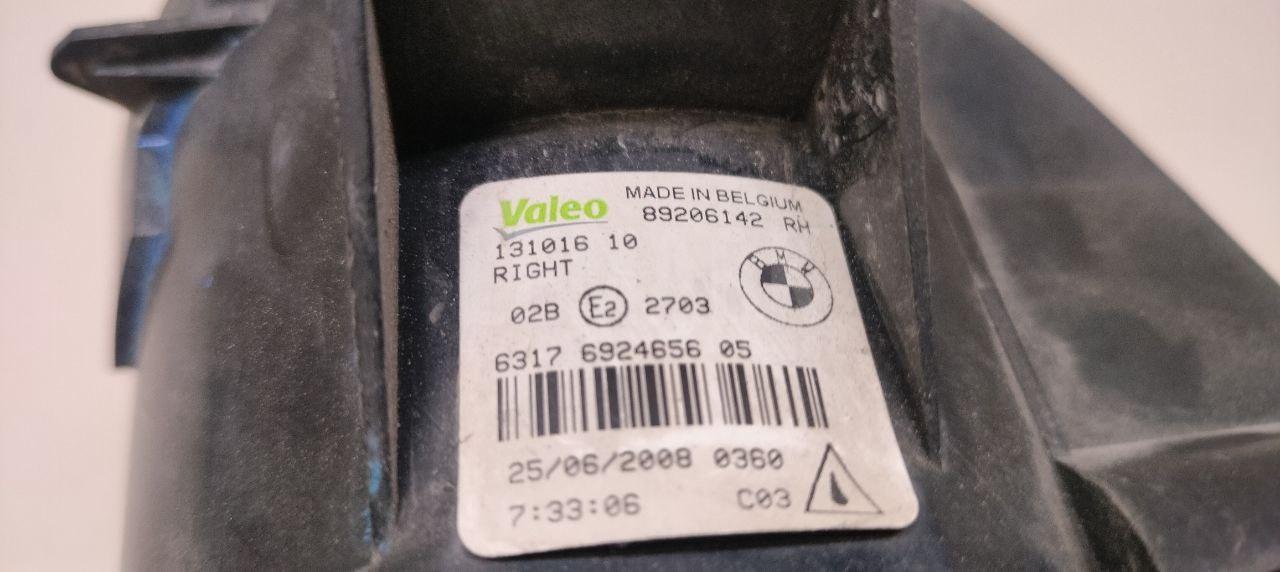 Valeo MADE IN BELGIUM
89206142 RH
131016 10
RIGHT
BMW
02B E2 2703
6317 6924656 05
25/06/2008 0360
7:33:06 C03